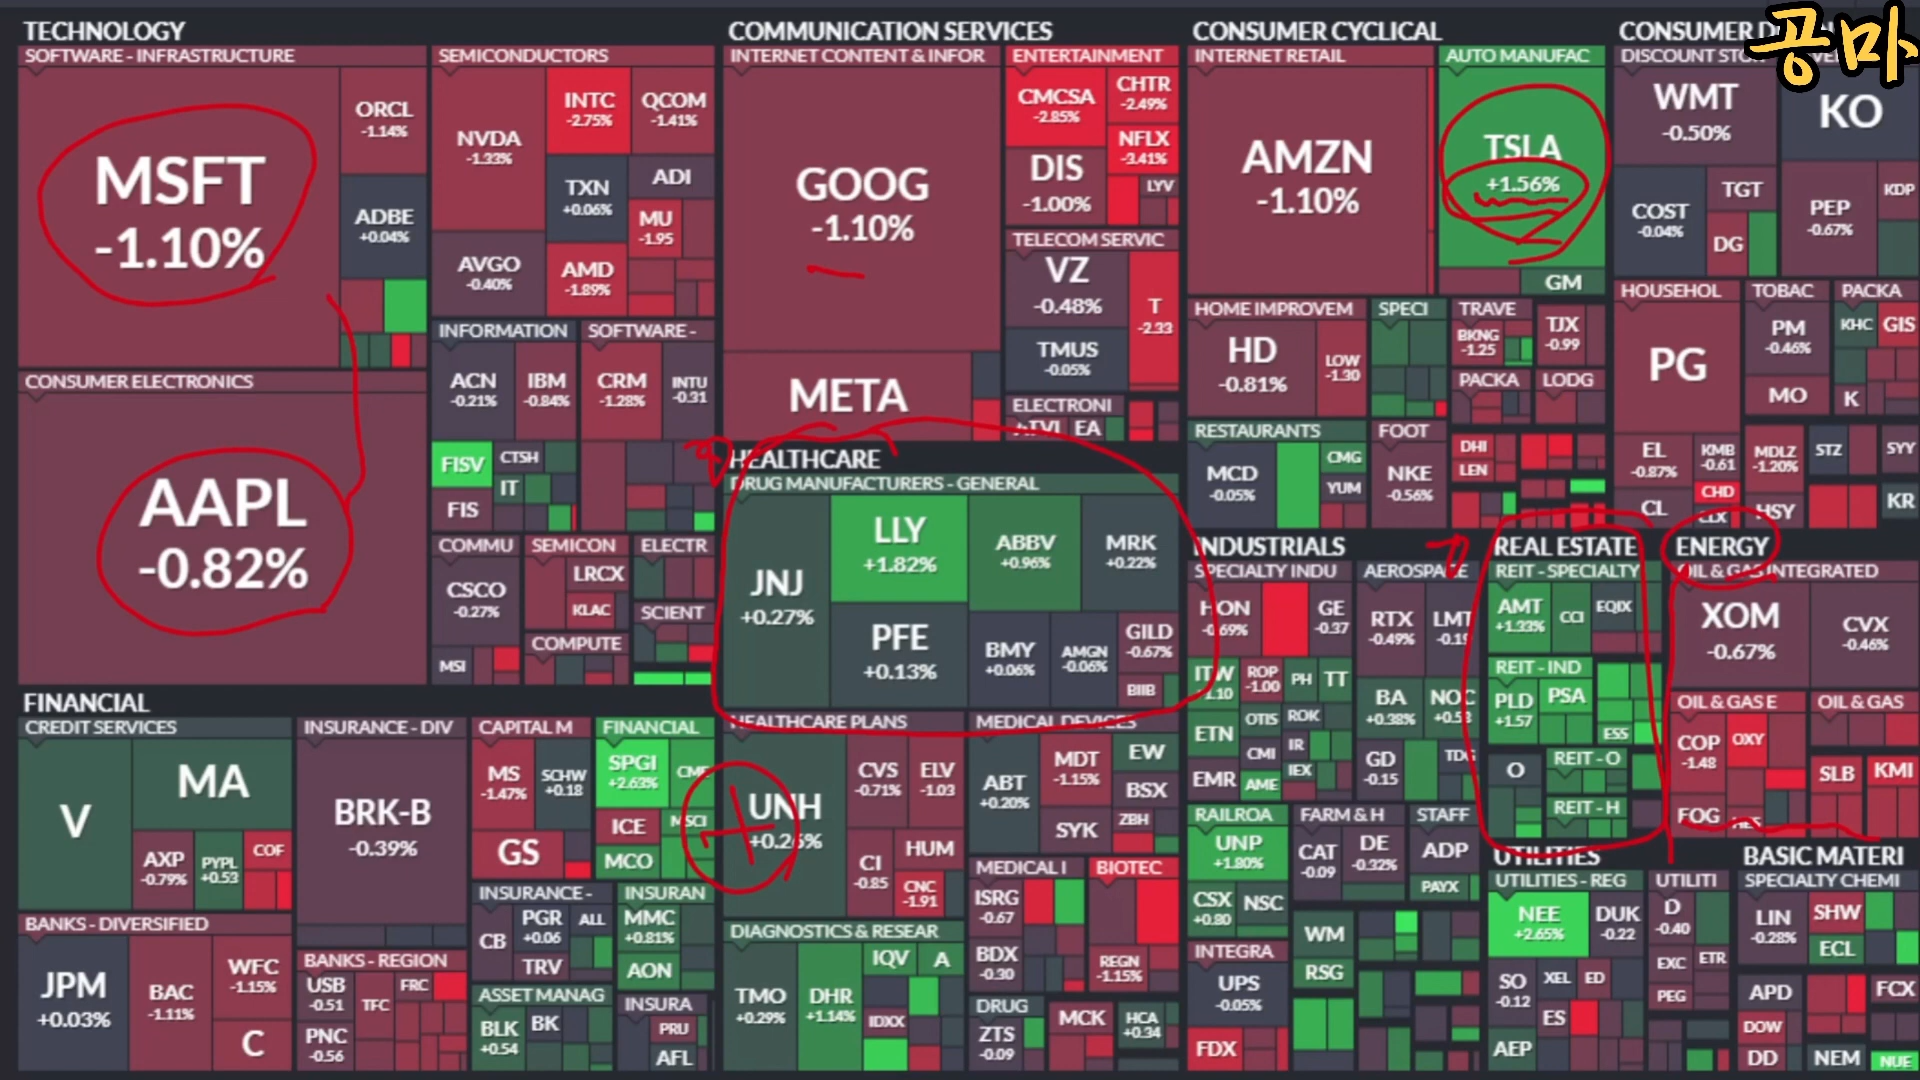 공마
TECHNOLOGY
SOFTWARE - INFRASTRUCTURE
MSFT
-1.10%
ORCL
-1.14%
ADBE
+0.04%
CONSUMER ELECTRONICS
AAPL
-0.82%
SEMICONDUCTORS
NVDA
-1.33%
INTC
-2.75%
QCOM
-1.41%
TXN
+0.06%
ADI
MU
-1.95
AVGO
-0.40%
AMD
-1.89%
INFORMATION
ACN
-0.21%
IBM
-0.84%
FISV
CTSH
IT
FIS
SOFTWARE -
CRM
-1.28%
INTU
-0.31
COMMU
CSCO
-0.27%
MSI
SEMICON
LRCX
KLAC
COMPUTE
ELECTR
SCIENT
COMMUNICATION SERVICES
INTERNET CONTENT & INFOR
GOOG
-1.10%
META
ENTERTAINMENT
CMCSA
-2.85%
CHTR
-2.49%
NFLX
-3.41%
DIS
-1.00%
LYV
TELECOM SERVIC
VZ
-0.48%
T
-2.33
TMUS
-0.05%
ELECTRONI
EA
CONSUMER CYCLICAL
INTERNET RETAIL
AMZN
-1.10%
AUTO MANUFAC
TSLA
+1.56%
GM
HOME IMPROVEM
HD
-0.81%
LOW
-1.30
SPECI
TRAVE
BKNG
-1.25
TJX
-0.99
PACKA
LODG
RESTAURANTS
MCD
-0.05%
CMG
YUM
FOOT
NKE
-0.56%
DHI
LEN
CONSUMER D
DISCOUNT STO
WMT
-0.50%
KO
COST
-0.04%
TGT
DG
PEP
-0.67%
KDP
HOUSEHOL
PG
TOBAC
PM
-0.46%
MO
PACKA
KHC
GIS
K
EL
-0.87%
KMB
-0.61
CHD
CL
CLX
MDLZ
-1.20%
HSY
STZ
SYY
KR
HEALTHCARE
DRUG MANUFACTURERS - GENERAL
JNJ
+0.27%
LLY
+1.82%
ABBV
+0.96%
MRK
+0.22%
PFE
+0.13%
BMY
+0.06%
AMGN
-0.06%
GILD
-0.67%
BIIB
HEALTHCARE PLANS
UNH
+0.26%
CVS
-0.71%
ELV
-1.03
CI
-0.85
HUM
CNC
-1.91
MEDICAL DEVICES
ABT
+0.20%
MDT
-1.15%
EW
BSX
SYK
ZBH
MEDICAL I
ISRG
-0.67
BDX
-0.30
BIOTEC
REGN
-1.15%
DIAGNOSTICS & RESEAR
TMO
+0.29%
DHR
+1.14%
IQV
A
IDXX
DRUG
ZTS
-0.09
MCK
HCA
+0.34
FINANCIAL
CREDIT SERVICES
V
MA
AXP
-0.79%
PYPL
+0.53
COF
INSURANCE - DIV
BRK-B
-0.39%
CAPITAL M
MS
-1.47%
SCHW
+0.18
GS
FINANCIAL
SPGI
+2.63%
CME
ICE
MSCI
MCO
BANKS - DIVERSIFIED
JPM
+0.03%
BAC
-1.11%
WFC
-1.15%
C
BANKS - REGION
USB
-0.51
TFC
FRC
PNC
-0.56
INSURANCE -
CB
PGR
+0.06
ALL
TRV
INSURAN
MMC
+0.81%
AON
ASSET MANAG
BLK
+0.54
BK
INSURA
PRU
AFL
INDUSTRIALS
SPECIALTY INDU
HON
-0.69%
GE
-0.37
ITW
ROP
-1.00
PH
TT
ETN
OTIS
ROK
CMI
IR
EMR
AME
IEX
AEROSPACE
RTX
-0.49%
LMT
BA
+0.38%
NOC
GD
-0.15
TDG
RAILROA
UNP
+1.80%
CSX
+0.80
NSC
FARM & H
CAT
-0.09
DE
-0.32%
STAFF
ADP
PAYX
INTEGRA
UPS
-0.05%
FDX
WM
RSG
REAL ESTATE
REIT - SPECIALTY
AMT
+1.33%
CCI
EQIX
REIT - IND
PLD
+1.57
PSA
ESS
O
REIT - O
REIT - H
ENERGY
OIL & GAS INTEGRATED
XOM
-0.67%
CVX
-0.46%
OIL & GAS E
COP
-1.48
OXY
OIL & GAS
SLB
KMI
UTILITIES
UTILITIES - REG
NEE
+2.65%
DUK
-0.22
SO
-0.12
XEL
ED
ES
AEP
UTILITI
D
-0.40
EXC
ETR
PEG
BASIC MATERI
SPECIALTY CHEMI
LIN
-0.28%
SHW
ECL
APD
FCX
DOW
DD
NEM
NUE